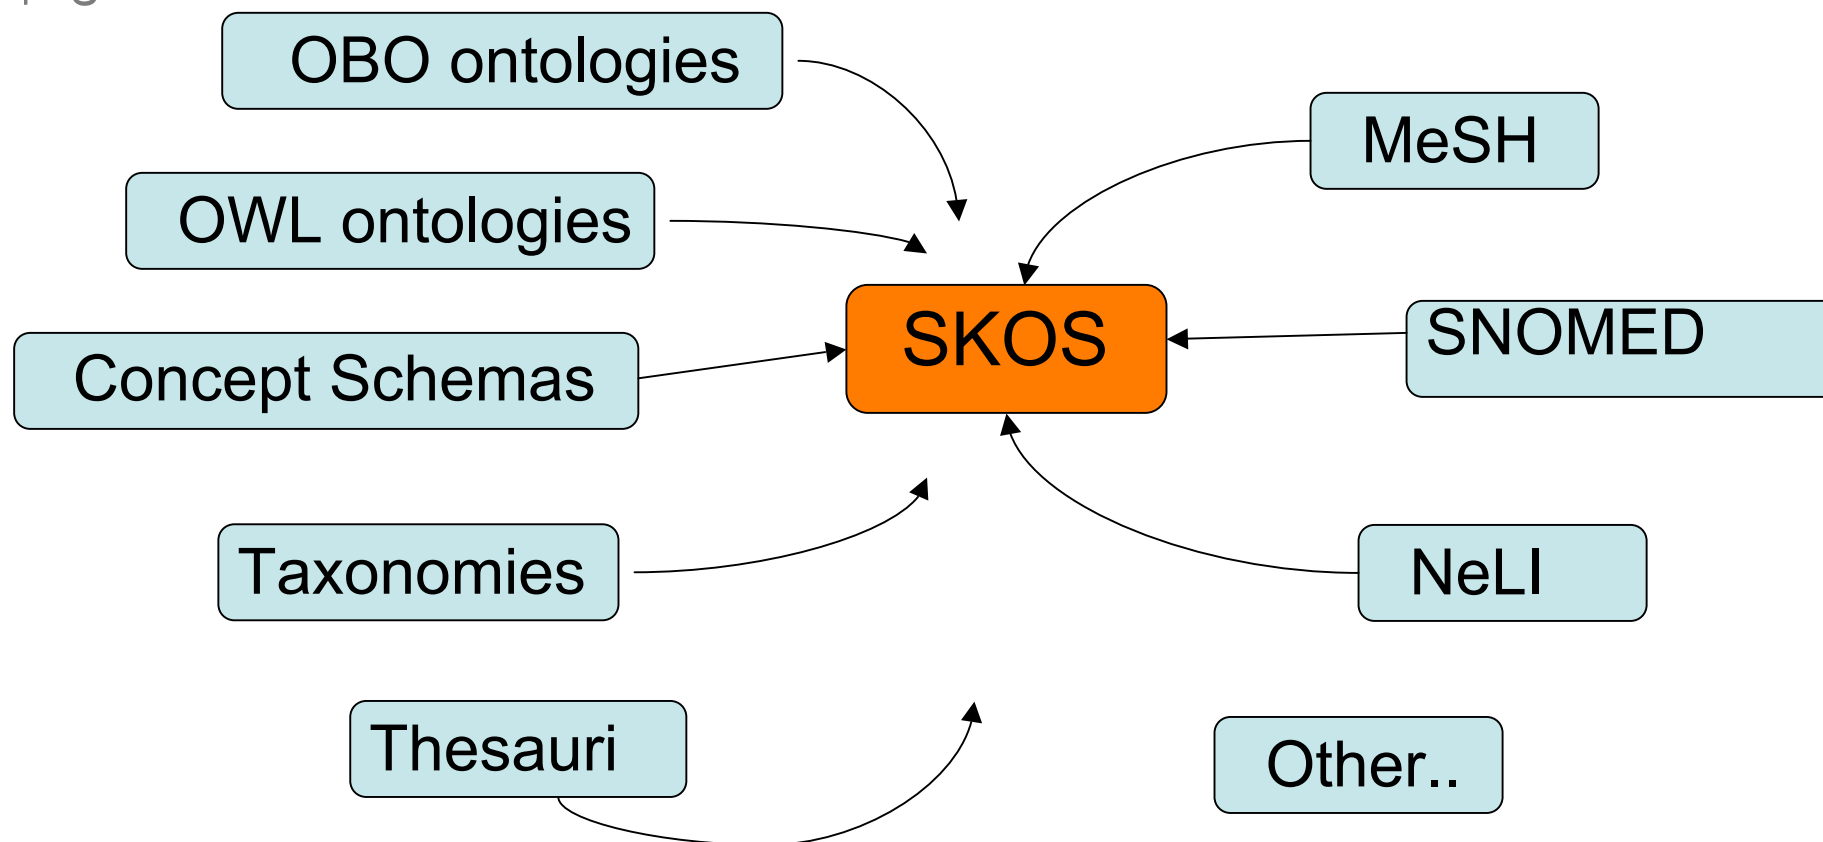 OBO ontologies
MeSH
OWL ontologies
SKOS
SNOMED
Concept Schemas
Taxonomies
NeLI
Thesauri
Other..